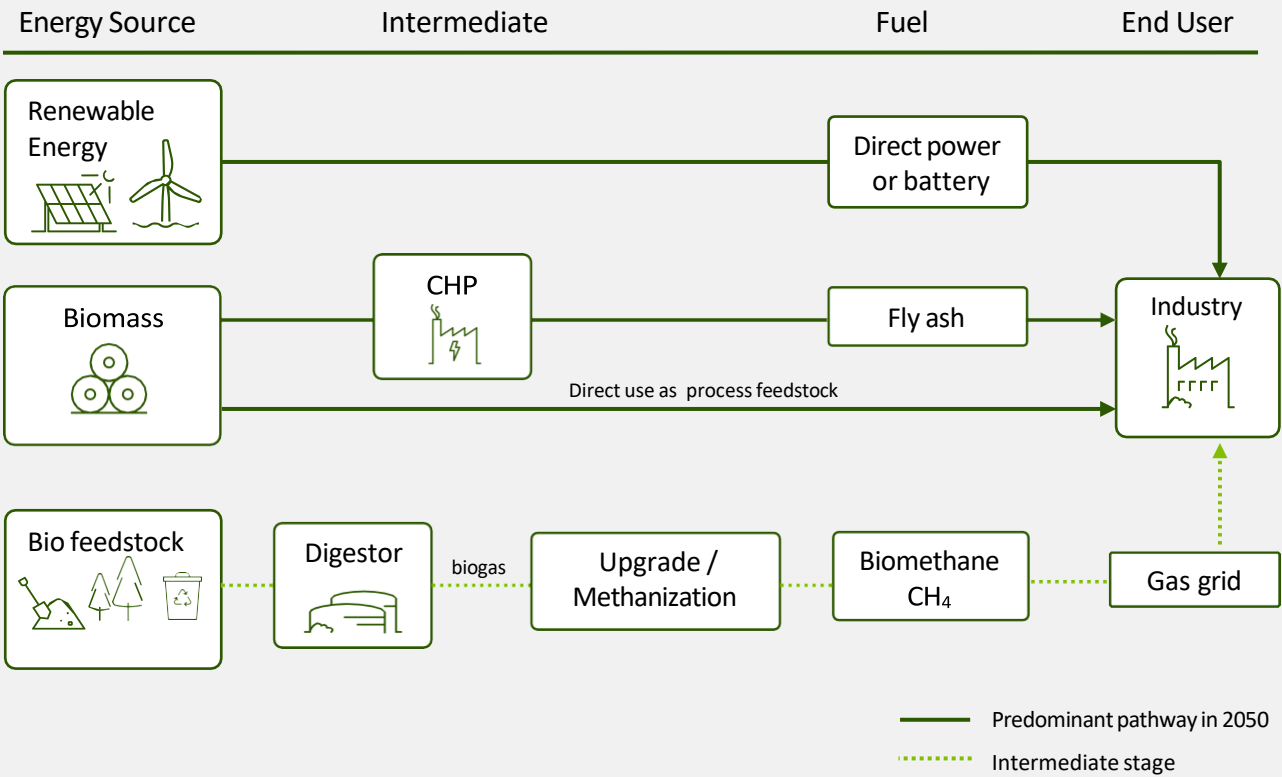 Energy Source
Intermediate
Fuel
End User
Renewable
Energy
Direct power
or battery
CHP
Biomass
Fly ash
Industry
Direct use as process feedstock
Bio feedstock
Digestor
biogas
Upgrade /
Methanization
Biomethane
CH₄
Gas grid
Predominant pathway in 2050
Intermediate stage